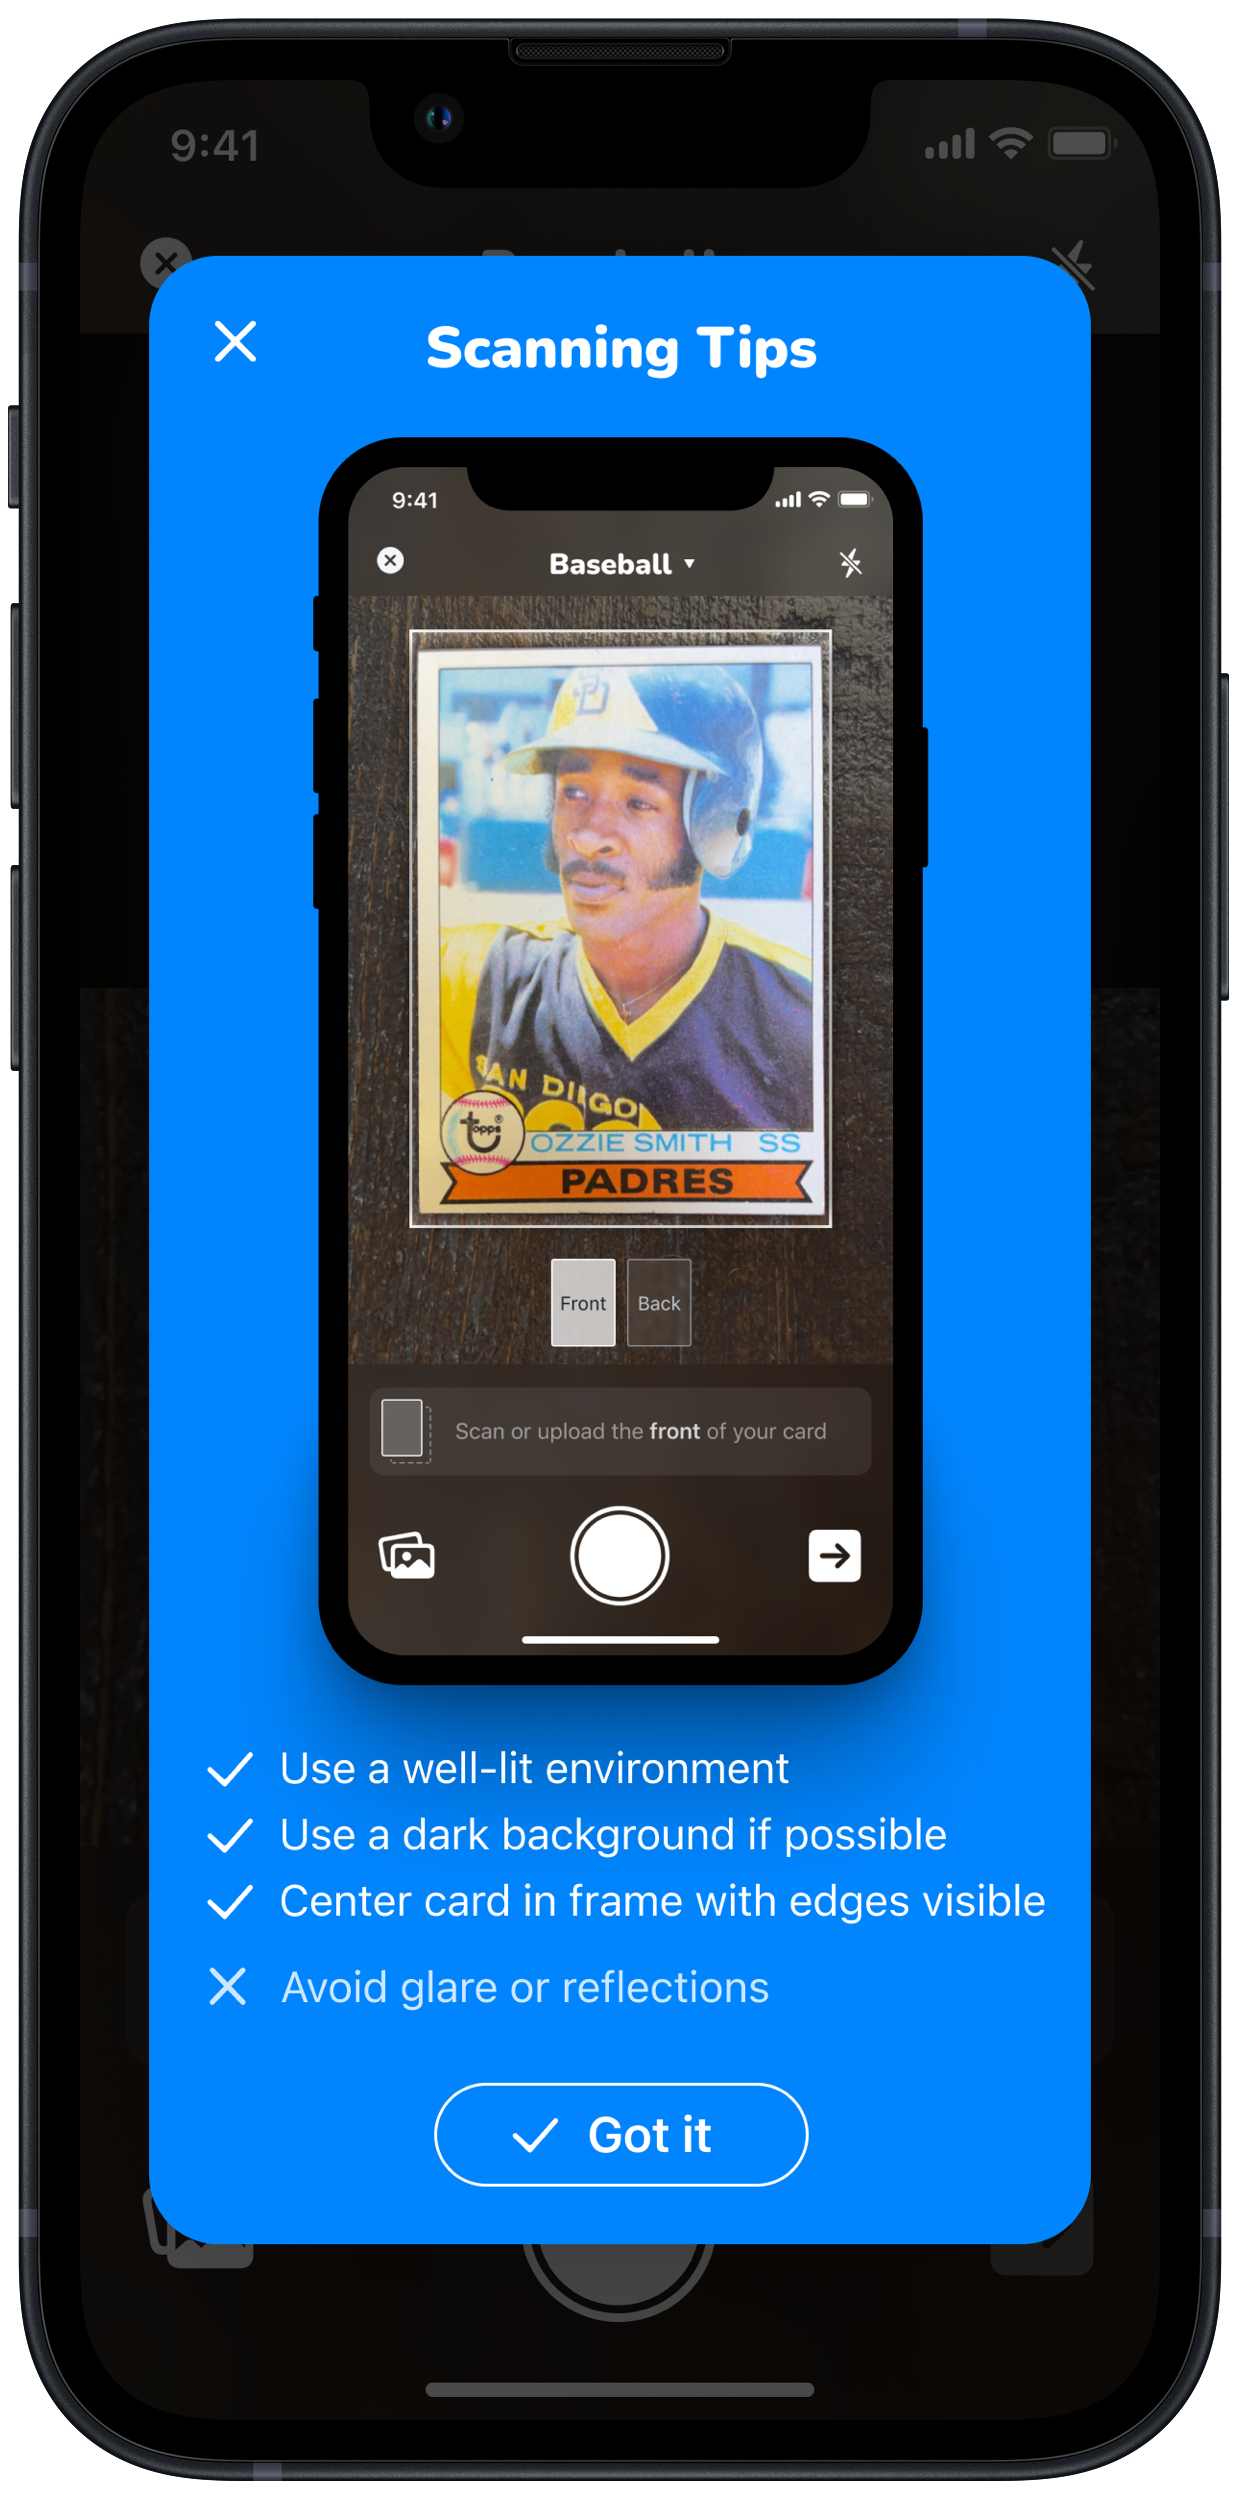 9:41
Scanning Tips
9:41
Baseball
SAN DIEGO
topps®
OZZIE SMITH SS
PADRES
Front Back
Scan or upload the front of your card
Use a well-lit environment
Use a dark background if possible
Center card in frame with edges visible
Avoid glare or reflections
Got it